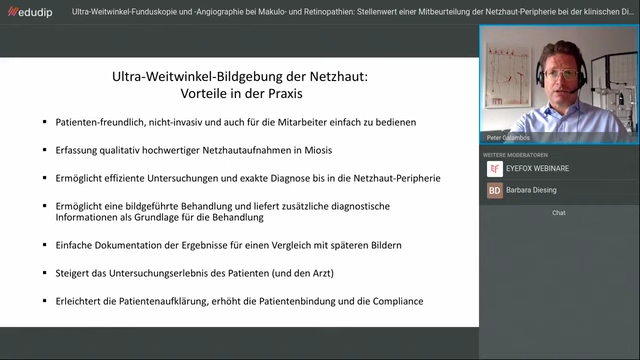 edudip
Ultra-Weitwinkel-Funduskopie und -Angiographie bei Makulo- und Retinopathien: Stellenwert einer Mitbeurteilung der Netzhaut-Peripherie bei der klinischen Di...
Ultra-Weitwinkel-Bildgebung der Netzhaut:
Vorteile in der Praxis
▪ Patienten-freundlich, nicht-invasiv und auch für die Mitarbeiter einfach zu bedienen
▪ Erfassung qualitativ hochwertiger Netzhautaufnahmen in Miosis
▪ Ermöglicht effiziente Untersuchungen und exakte Diagnose bis in die Netzhaut-Peripherie
▪ Ermöglicht eine bildgeführte Behandlung und liefert zusätzliche diagnostische
Informationen als Grundlage für die Behandlung
▪ Einfache Dokumentation der Ergebnisse für einen Vergleich mit späteren Bildern
▪ Steigert das Untersuchungserlebnis des Patienten (und den Arzt)
▪ Erleichtert die Patientenaufklärung, erhöht die Patientenbindung und die Compliance
Peter Galambos
WEITERE MODERATOREN
EF EYEFOX WEBINARE
BD Barbara Diesing
Chat